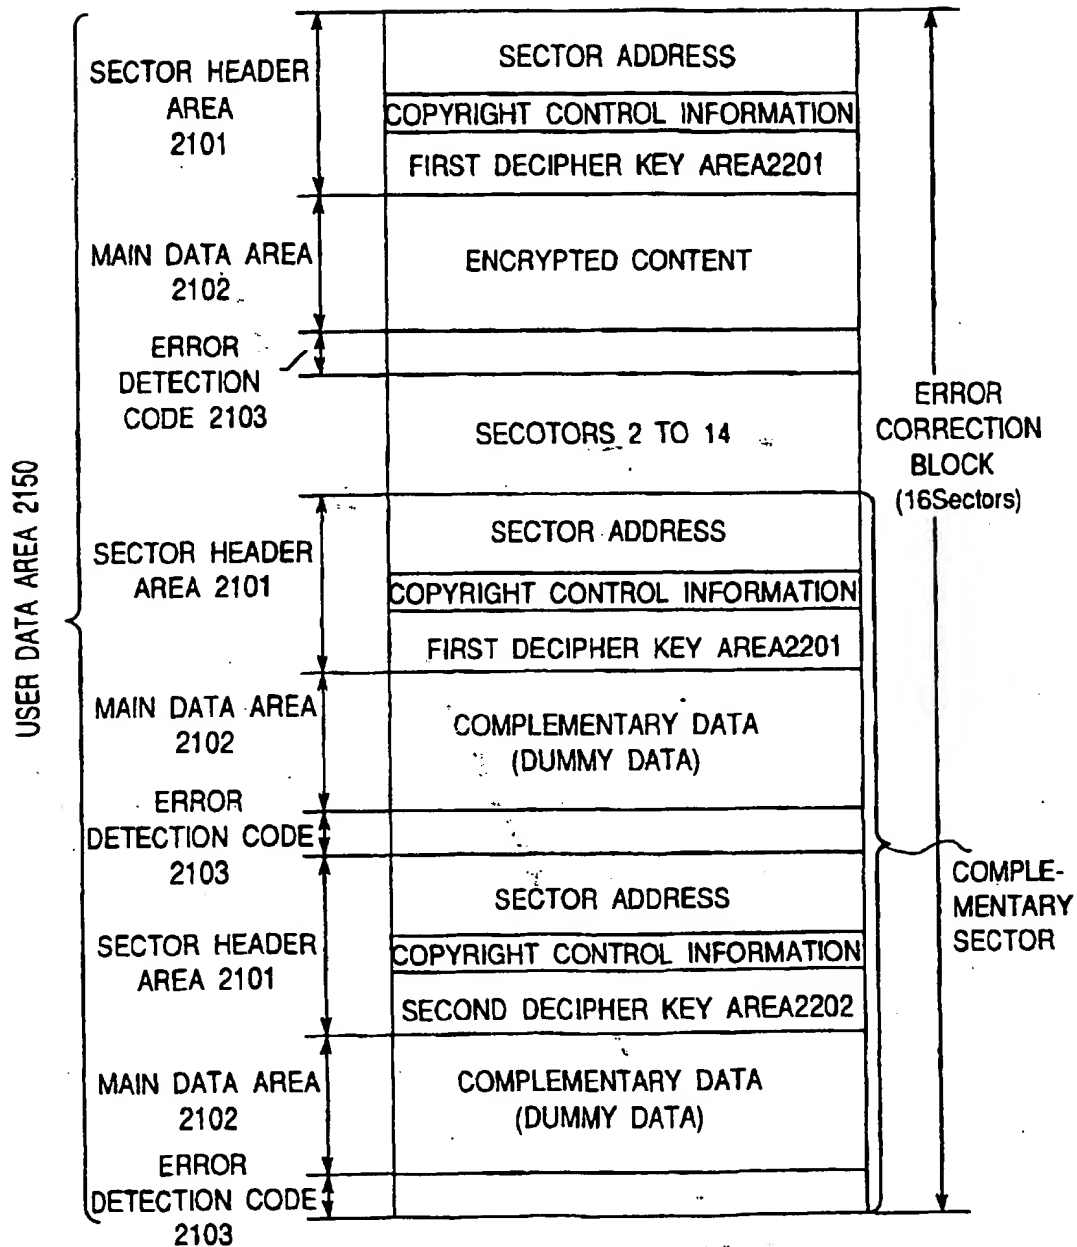 USER DATA AREA 2150
SECTOR HEADER
AREA
2101
SECTOR ADDRESS
COPYRIGHT CONTROL INFORMATION
FIRST DECIPHER KEY AREA2201
MAIN DATA AREA
2102
ENCRYPTED CONTENT
ERROR
DETECTION
CODE 2103
SECOTORS 2 TO 14
ERROR
CORRECTION
BLOCK
(16Sectors)
SECTOR HEADER
AREA 2101
SECTOR ADDRESS
COPYRIGHT CONTROL INFORMATION
FIRST DECIPHER KEY AREA2201
MAIN DATA AREA
2102
COMPLEMENTARY DATA
(DUMMY DATA)
ERROR
DETECTION CODE
2103
COMPLE-
MENTARY
SECTOR
SECTOR HEADER
AREA 2101
SECTOR ADDRESS
COPYRIGHT CONTROL INFORMATION
SECOND DECIPHER KEY AREA2202
MAIN DATA AREA
2102
COMPLEMENTARY DATA
(DUMMY DATA)
ERROR
DETECTION CODE
2103